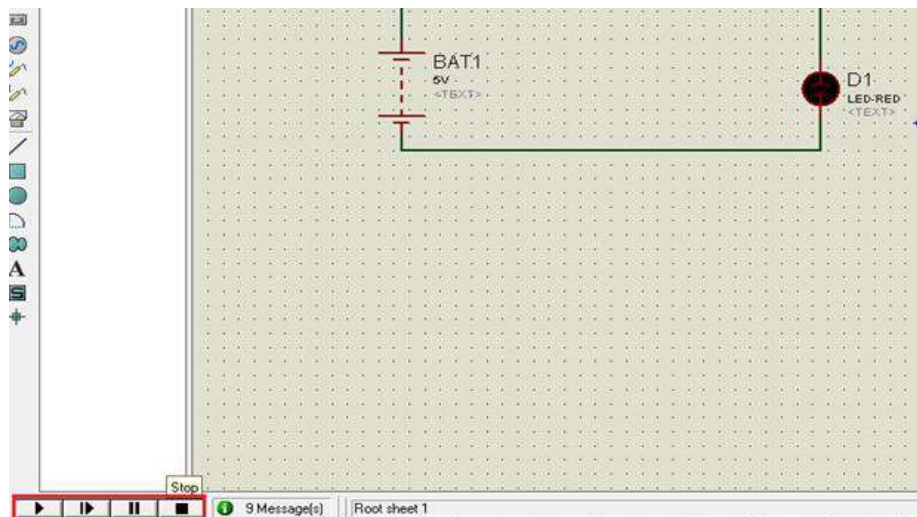 BAT1
5V
<TEXT>
D1
LED-RED
<TEXT>
A
S
Stop
9 Message(s)
Root sheet 1